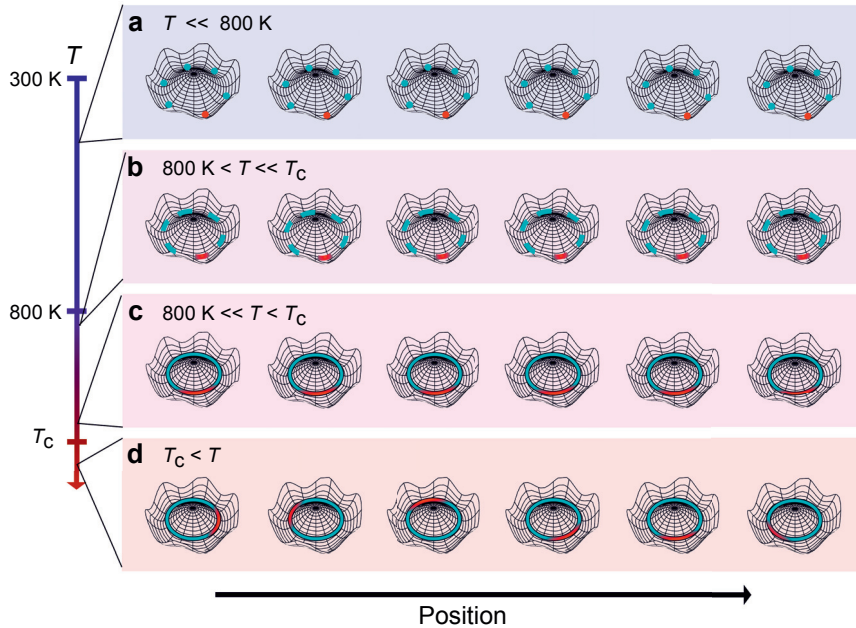 a T << 800 K
T
300 K
b 800 K < T << Tc
800 K
c 800 K << T < Tc
Tc
d Tc < T
Position